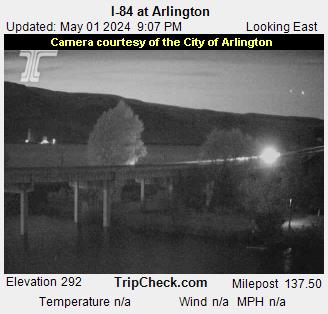 I-84 at Arlington
Updated: May 01 2024 9:07 PM Looking East
Camera courtesy of the City of Arlington
Elevation 292 TripCheck.com Milepost 137.50
Temperature n/a Wind n/a MPH n/a